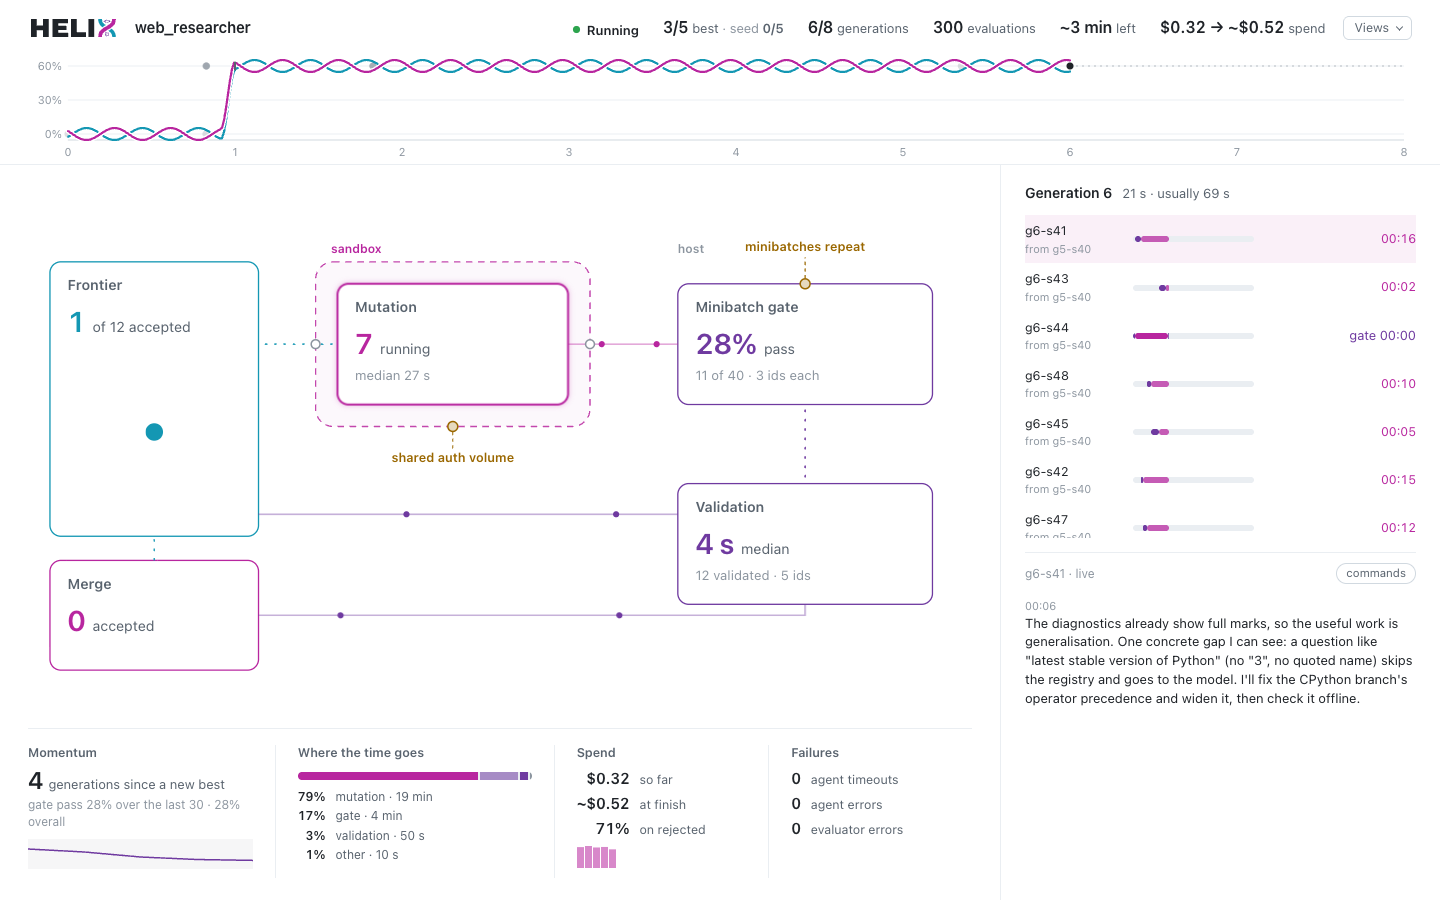 HELIX web_researcher
Running 3/5 best · seed 0/5 6/8 generations 300 evaluations ~3 min left $0.32 → ~$0.52 spend Views
60%
30%
0%
0 1 2 3 4 5 6 7 8
sandbox
host
minibatches repeat
Frontier
1 of 12 accepted
Mutation
7 running
median 27 s
Minibatch gate
28% pass
11 of 40 · 3 ids each
shared auth volume
Validation
4 s median
12 validated · 5 ids
Merge
0 accepted
Generation 6 21 s · usually 69 s
g6-s41
from g5-s40
00:16
g6-s43
from g5-s40
00:02
g6-s44
from g5-s40
gate 00:00
g6-s48
from g5-s40
00:10
g6-s45
from g5-s40
00:05
g6-s42
from g5-s40
00:15
g6-s47
from g5-s40
00:12
g6-s41 · live
commands
00:06
The diagnostics already show full marks, so the useful work is
generalisation. One concrete gap I can see: a question like
"latest stable version of Python" (no "3", no quoted name) skips
the registry and goes to the model. I'll fix the CPython branch's
operator precedence and widen it, then check it offline.
Momentum
4 generations since a new best
gate pass 28% over the last 30 · 28%
overall
Where the time goes
79% mutation · 19 min
17% gate · 4 min
3% validation · 50 s
1% other · 10 s
Spend
$0.32 so far
~$0.52 at finish
71% on rejected
Failures
0 agent timeouts
0 agent errors
0 evaluator errors